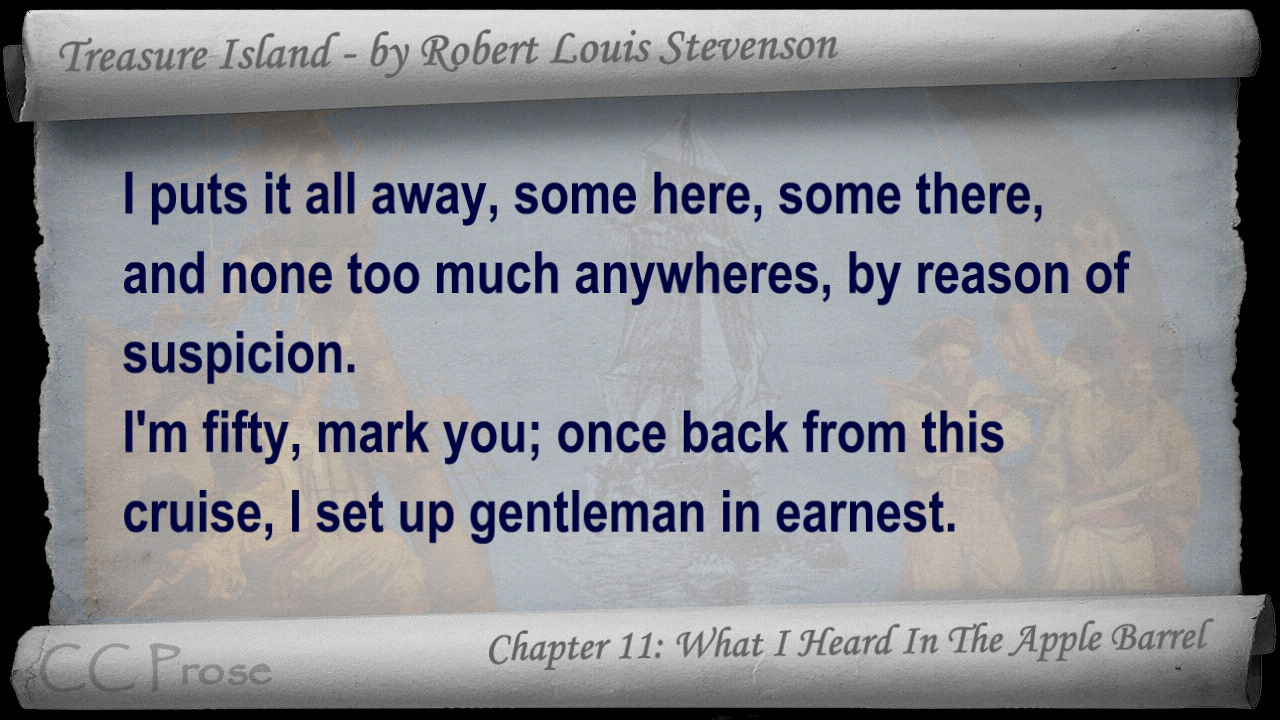 Treasure Island - by Robert Louis Stevenson
I puts it all away, some here, some there,
and none too much anywheres, by reason of
suspicion.
I'm fifty, mark you; once back from this
cruise, I set up gentleman in earnest.
Chapter 11: What I Heard In The Apple Barrel
CC Prose